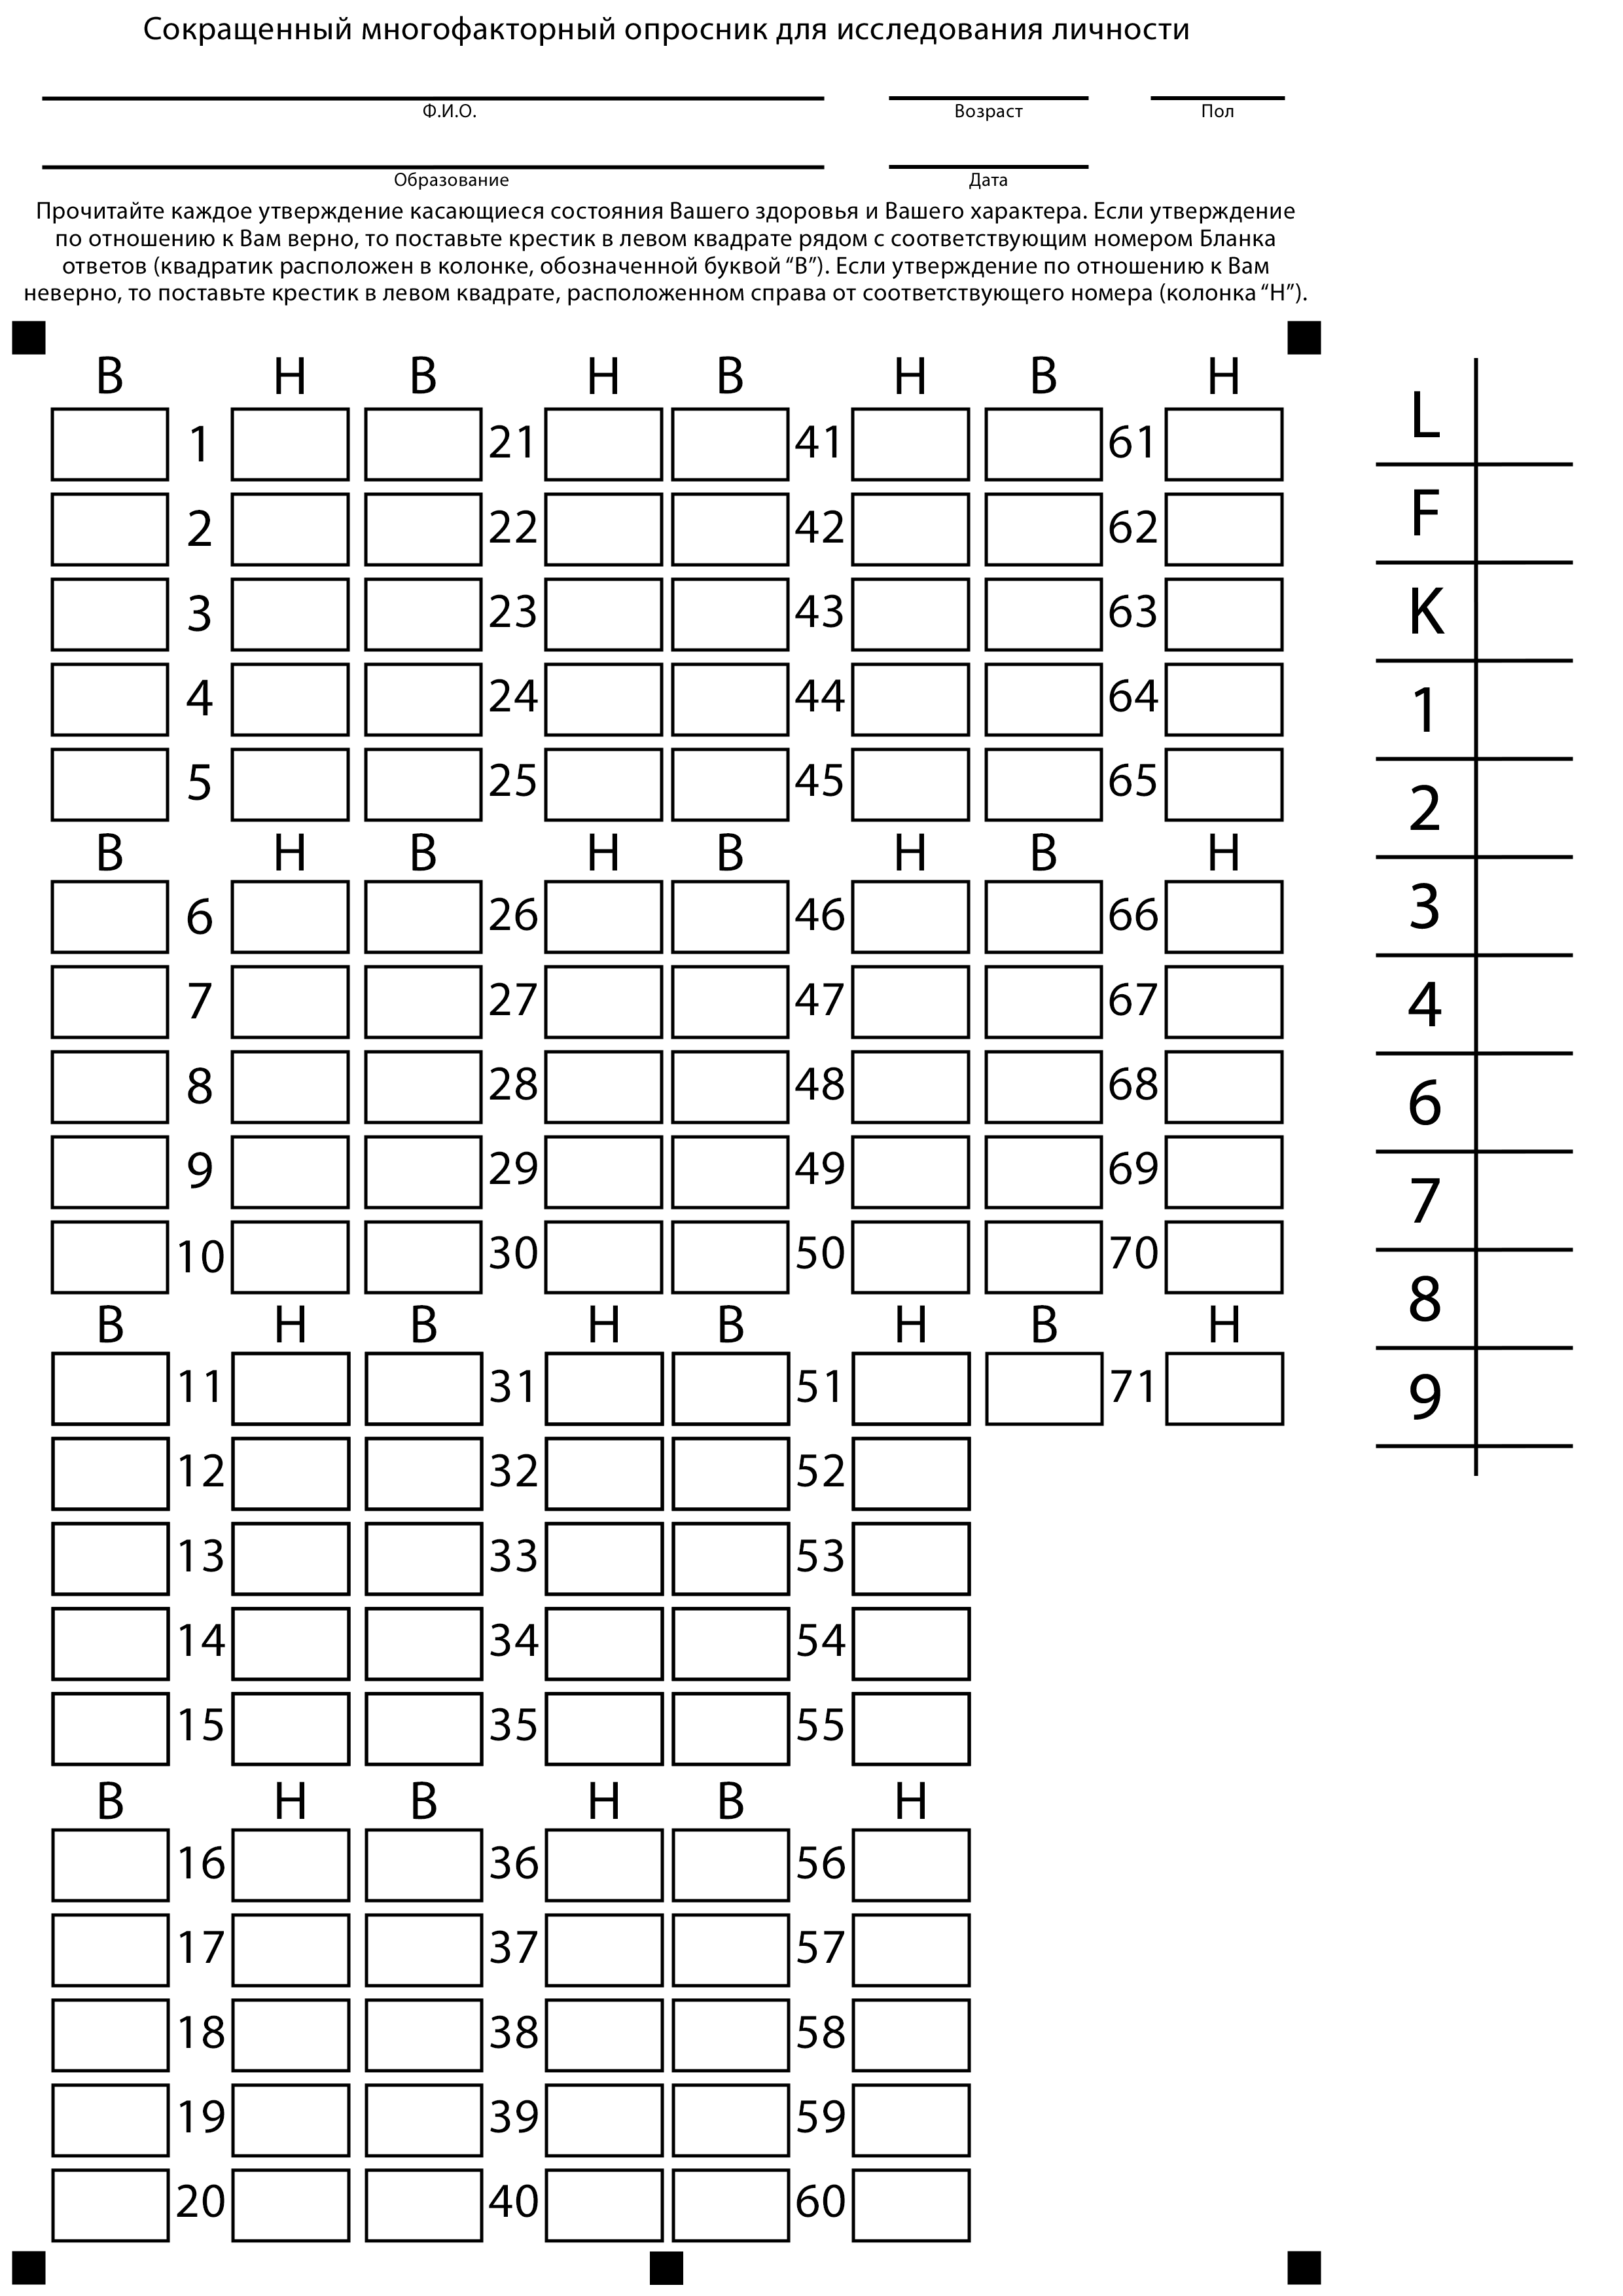 Сокращенный многофакторный опросник для исследования личности
Ф.И.О. Возраст Пол
Образование Дата
Прочитайте каждое утверждение касающиеся состояния Вашего здоровья и Вашего характера. Если утверждение
по отношению к Вам верно, то поставьте крестик в левом квадрате рядом с соответствующим номером Бланка
ответов (квадратик расположен в колонке, обозначенной буквой “В”). Если утверждение по отношению к Вам
неверно, то поставьте крестик в левом квадрате, расположенном справа от соответствующего номера (колонка “Н”).
В Н В Н В Н В Н
1 21 41 61
2 22 42 62
3 23 43 63
4 24 44 64
5 25 45 65
В Н В Н В Н В Н
6 26 46 66
7 27 47 67
8 28 48 68
9 29 49 69
10 30 50 70
В Н В Н В Н В Н
11 31 51 71
12 32 52
13 33 53
14 34 54
15 35 55
В Н В Н В Н
16 36 56
17 37 57
18 38 58
19 39 59
20 40 60
L
F
K
1
2
3
4
6
7
8
9